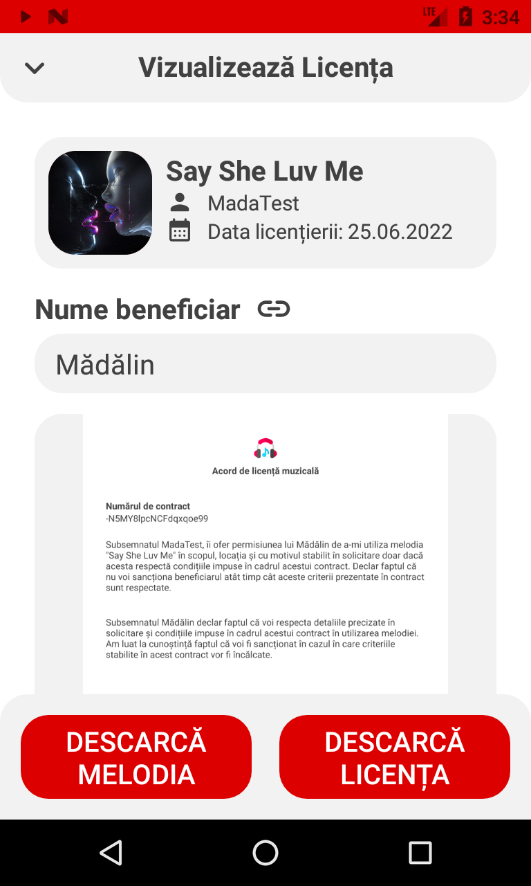 LTE 3:34
Vizualizează Licența
Say She Luv Me
MadaTest
Data licențierii: 25.06.2022
Nume beneficiar
Mădălin
Acord de licență muzicală
Numărul de contract
-N5MY8lpcNCFdqxqoe99
Subsemnatul MadaTest, îi ofer permisiunea lui Mădălin de a-mi utiliza melodia
"Say She Luv Me" în scopul, locația și cu motivul stabilit în solicitare doar dacă
acesta respectă condițiile impuse în cadrul acestui contract. Declar faptul că
nu voi sancționa beneficiarul atât timp cât aceste criterii prezentate în contract
sunt respectate.
Subsemnatul Mădălin declar faptul că voi respecta detaliile precizate în
solicitare și condițiile impuse în cadrul acestui contract în utilizarea melodiei.
Am luat la cunoștință faptul că voi fi sancționat în cazul în care criteriile
stabilite în acest contract vor fi încălcate.
DESCARCĂ
MELODIA
DESCARCĂ
LICENȚA